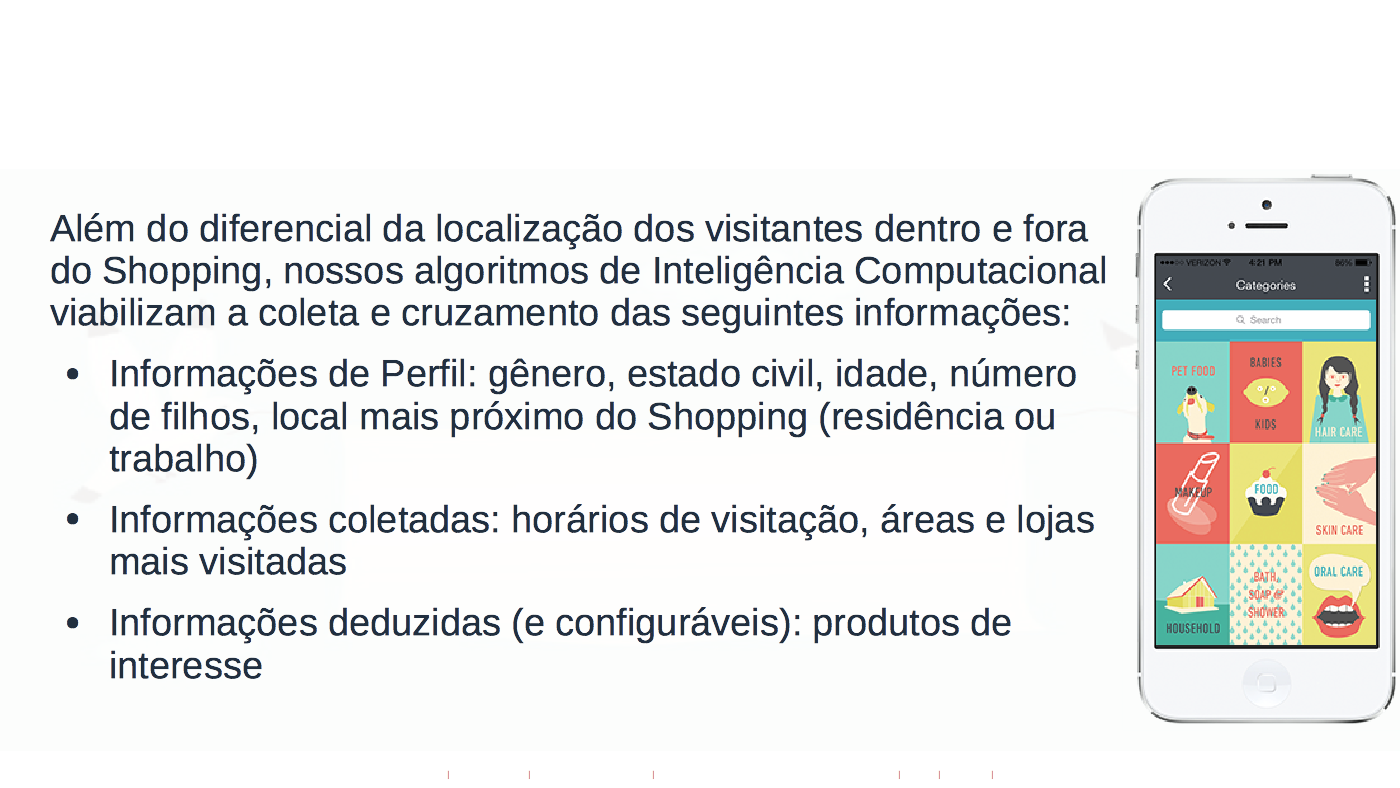 Além do diferencial da localização dos visitantes dentro e fora
do Shopping, nossos algoritmos de Inteligência Computacional
viabilizam a coleta e cruzamento das seguintes informações:
• Informações de Perfil: gênero, estado civil, idade, número
de filhos, local mais próximo do Shopping (residência ou
trabalho)
• Informações coletadas: horários de visitação, áreas e lojas
mais visitadas
• Informações deduzidas (e configuráveis): produtos de
interesse
VERIZON 4:21 PM 86%
Categories
Search
PET FOOD
BABIES
KIDS
HAIR CARE
MAKEUP
FOOD
SKIN CARE
HOUSEHOLD
BATH
SOAP &
SHOWER
ORAL CARE